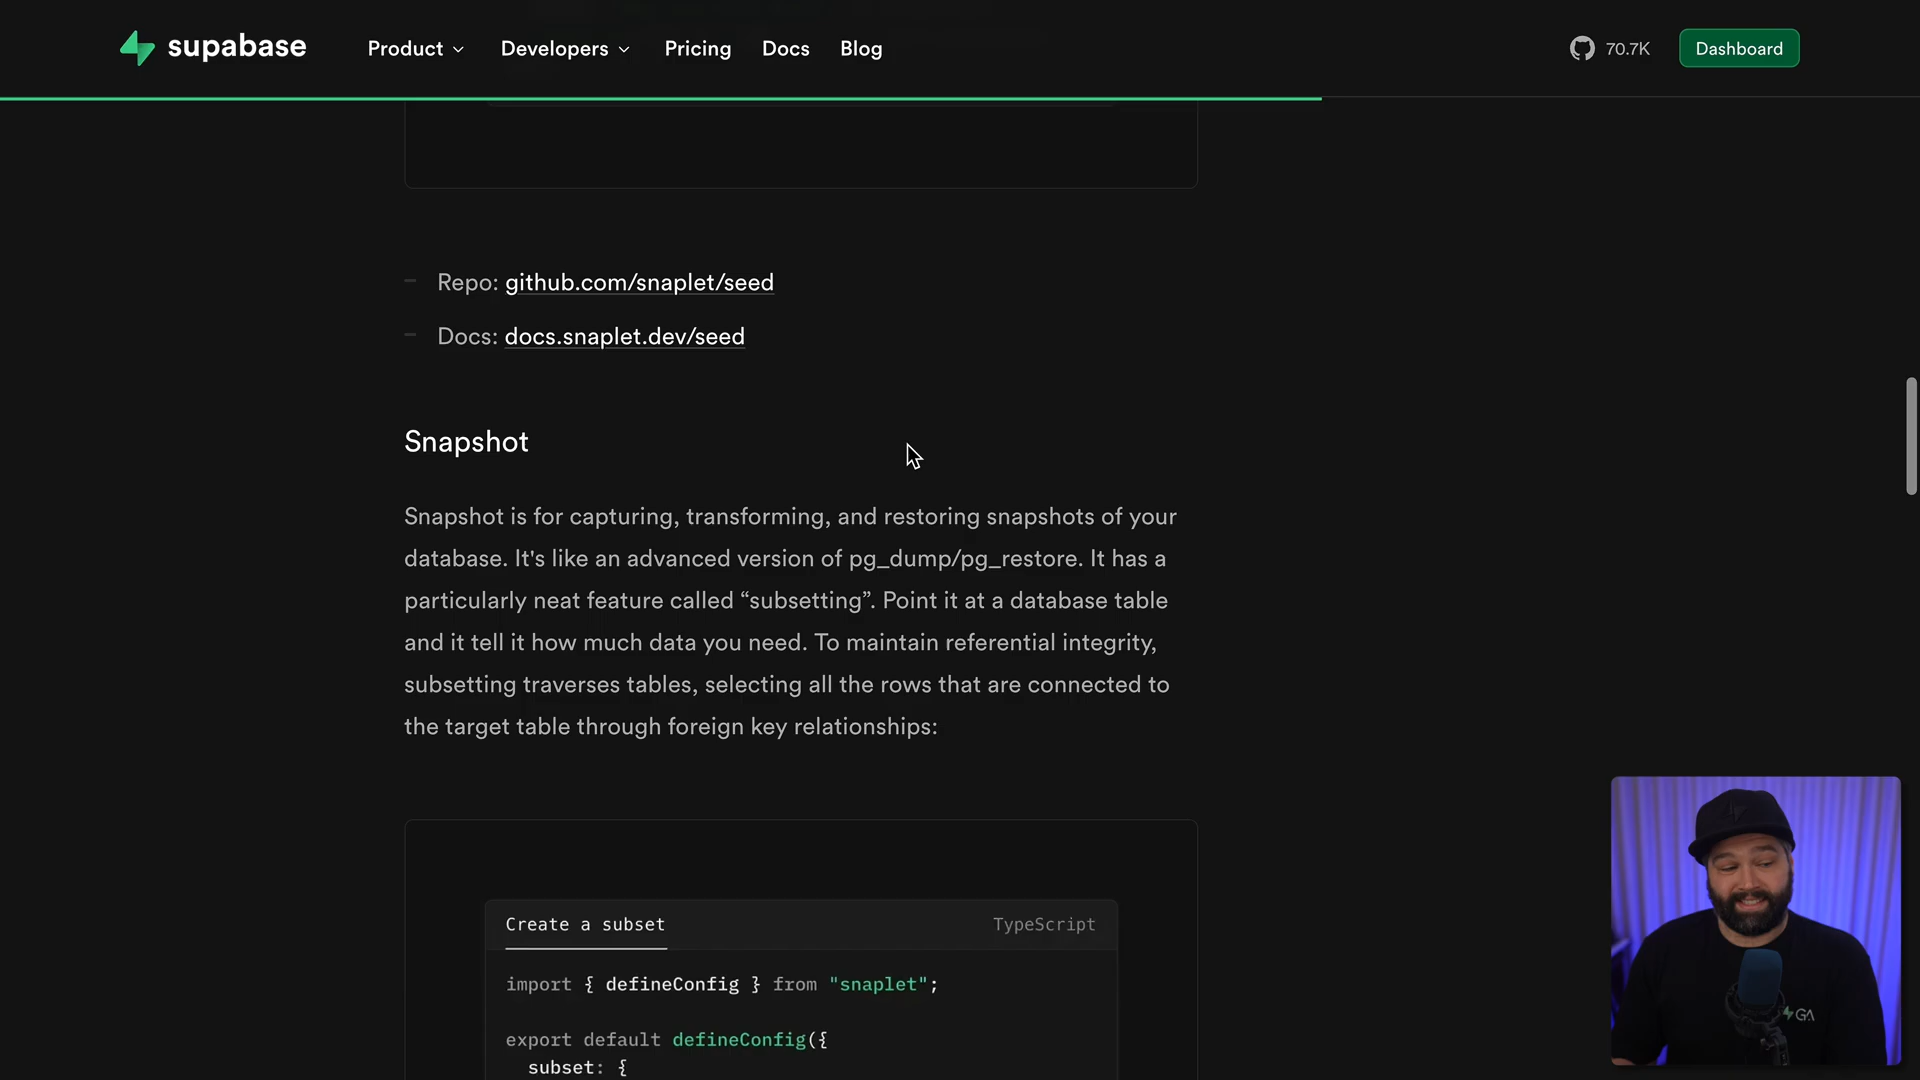 supabase Product Developers Pricing Docs Blog 70.7K Dashboard
Repo: github.com/snaplet/seed
Docs: docs.snaplet.dev/seed
Snapshot
Snapshot is for capturing, transforming, and restoring snapshots of your
database. It's like an advanced version of pg_dump/pg_restore. It has a
particularly neat feature called “subsetting”. Point it at a database table
and it tell it how much data you need. To maintain referential integrity,
subsetting traverses tables, selecting all the rows that are connected to
the target table through foreign key relationships:
Create a subset TypeScript
import { defineConfig } from "snaplet";
export default defineConfig({
subset: {
GA